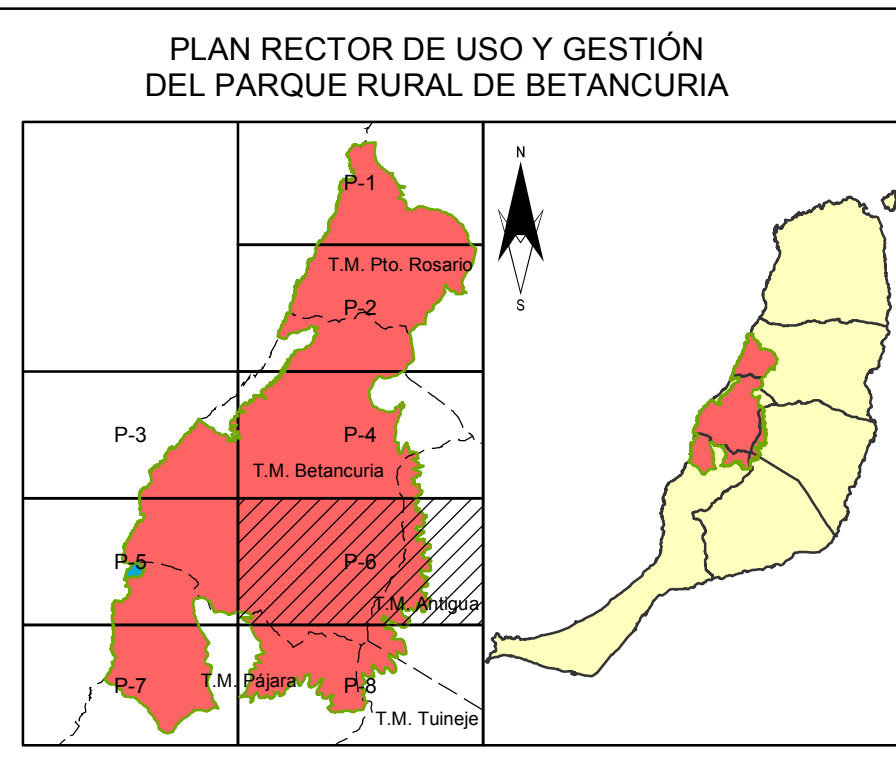 PLAN RECTOR DE USO Y GESTIÓN
DEL PARQUE RURAL DE BETANCURIA
P-1
T.M. Pto. Rosario
P-2
P-3
P-4
T.M. Betancuria
P-5
P-6
T.M. Antigua
P-7
T.M. Pájara
P-8
T.M. Tuineje
N
S